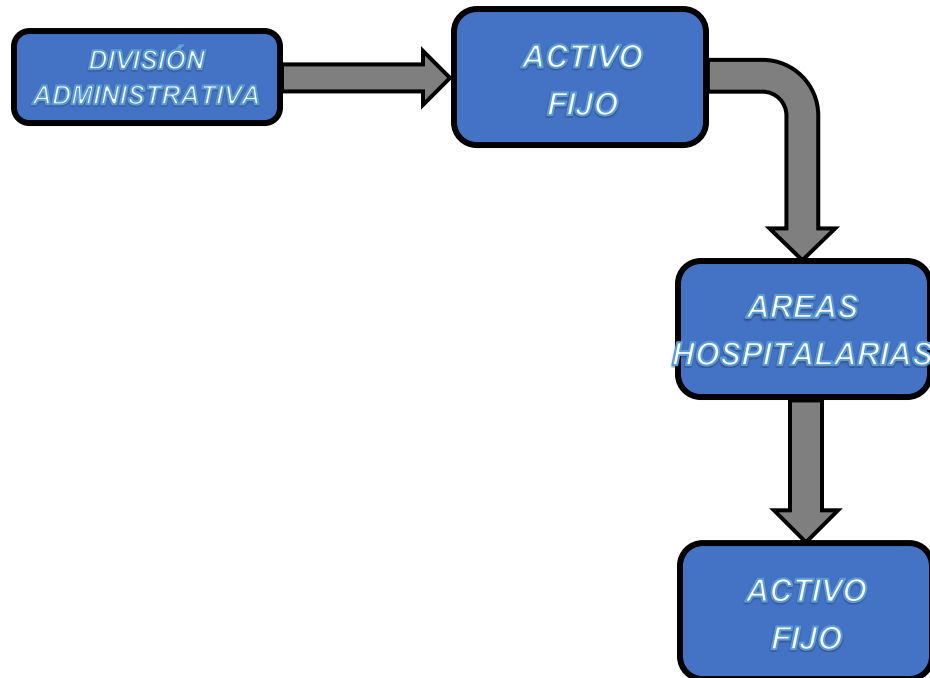 DIVISIÓN
ADMINISTRATIVA
ACTIVO
FIJO
AREAS
HOSPITALARIAS
ACTIVO
FIJO